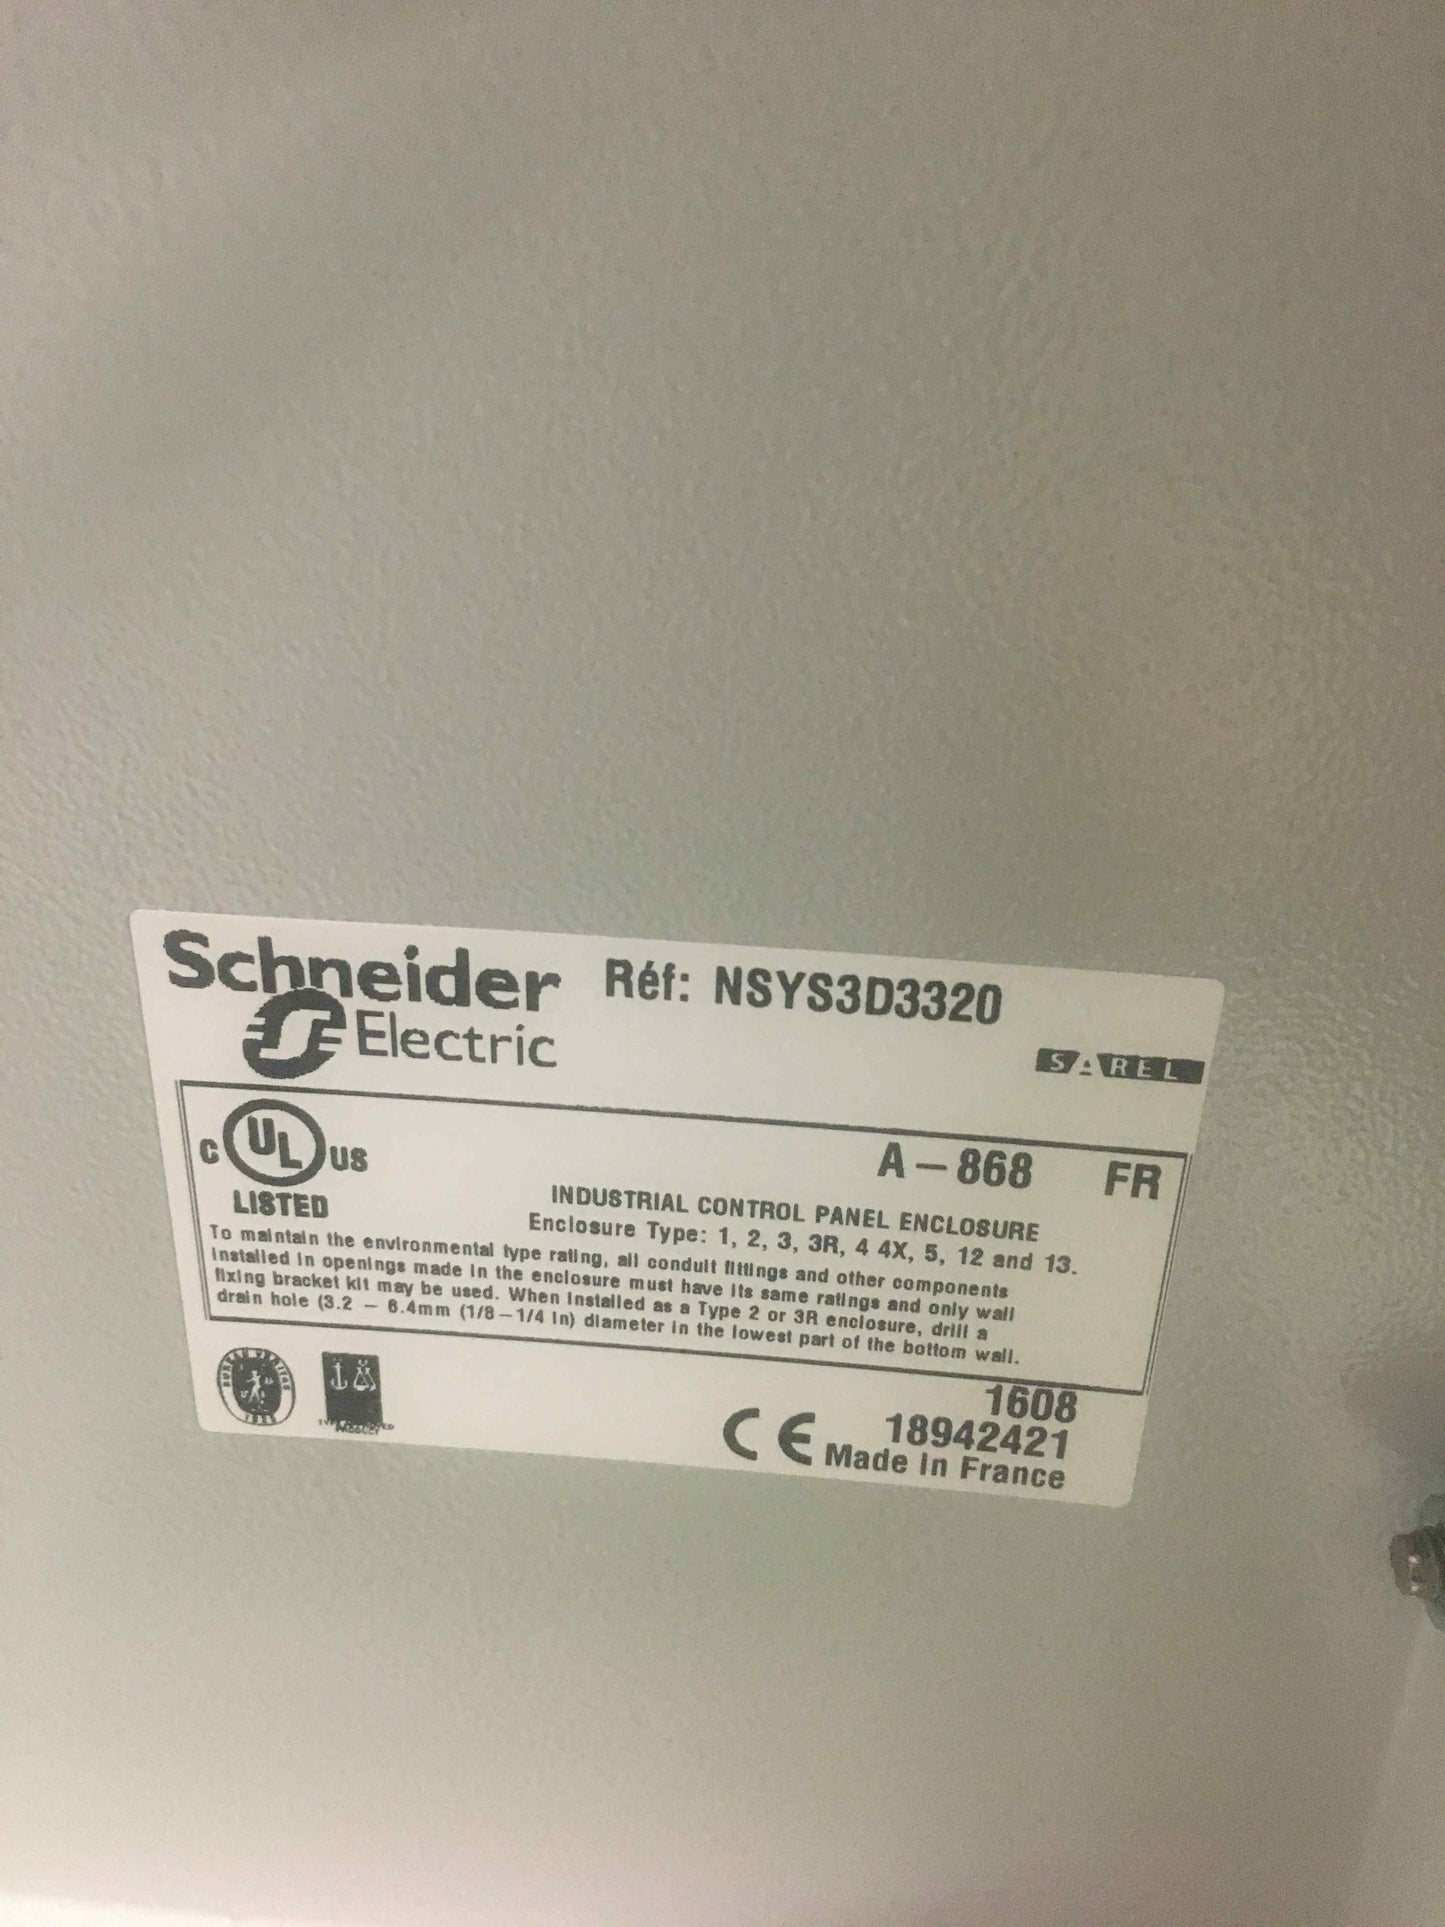 Schneider Electric
Réf: NSYS3D3320
SAREL
C UL US
LISTED
A-868 FR
INDUSTRIAL CONTROL PANEL ENCLOSURE
Enclosure Type: 1, 2, 3, 3R, 4 4X, 5, 12 and 13.
To maintain the environmental type rating, all conduit fittings and other components
installed in openings made in the enclosure must have its same ratings and only wall
fixing bracket kit may be used. When installed as a Type 2 or 3R enclosure, drill a
drain hole (3.2 - 6.4mm (1/8-1/4 in) diameter in the lowest part of the bottom wall.
BUREAU VERITAS
1828
PRODUCT
1608
18942421
CE Made in France